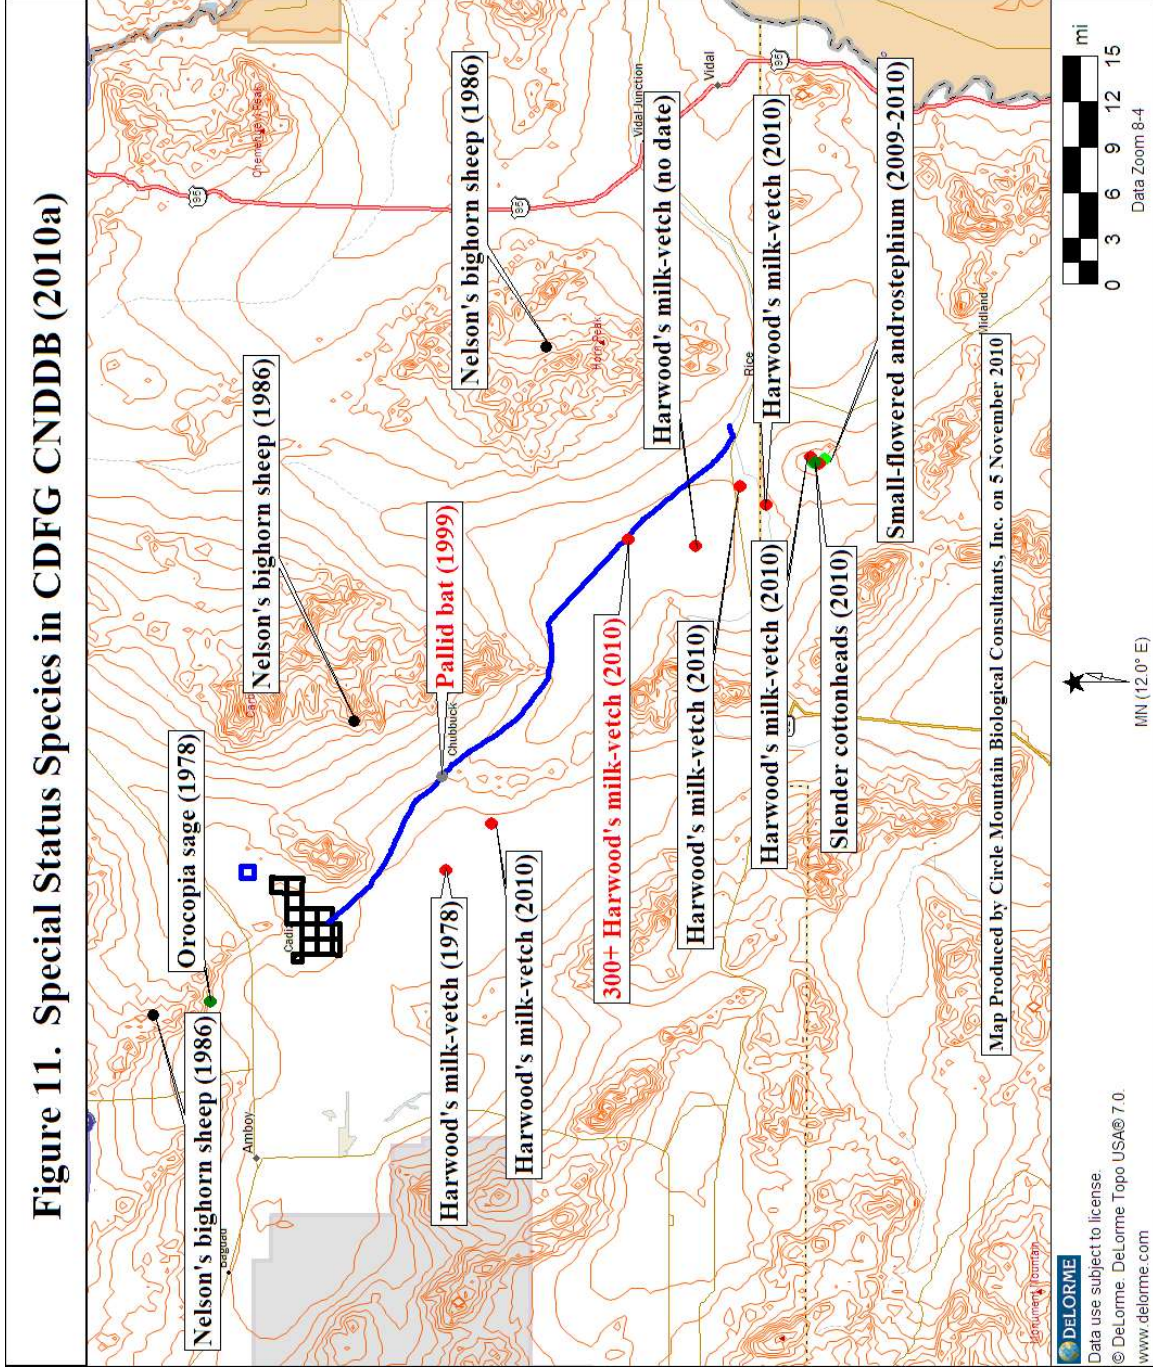 Figure 11. Special Status Species in CDFG CNDDB (2010a)
Orocopia sage (1978)
95
Nelson's bighorn sheep (1986)
Amboy
Chemehuevi Peak
Nelson's bighorn sheep (1986)
Pallid bat (1999)
Harwood's milk-vetch (1978)
Chubbuck
Nelson's bighorn sheep (1986)
95
Harwood's milk-vetch (2010)
Horn Peak
300+ Harwood's milk-vetch (2010)
Vidal Junction
Harwood's milk-vetch (no date)
Harwood's milk-vetch (2010)
Vidal
Rice
Harwood's milk-vetch (2010)
Harwood's milk-vetch (2010)
95
Slender cottonheads (2010)
Small-flowered androstephium (2009-2010)
Midland
Map Produced by Circle Mountain Biological Consultants, Inc. on 5 November 2010
Monument Mountain
DELORME
Data use subject to license.
© DeLorme. DeLorme Topo USA® 7.0.
www.delorme.com
MN (12.0° E)
mi
0 3 6 9 12 15
Data Zoom 8-4